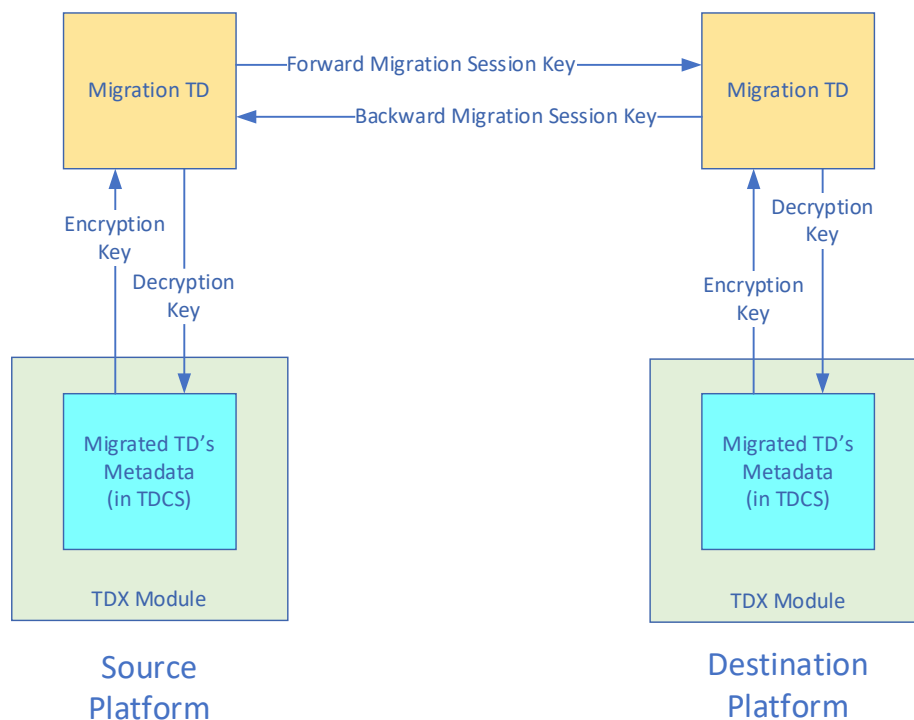 Migration TD
Forward Migration Session Key
Backward Migration Session Key
Migration TD
Encryption
Key
Decryption
Key
Decryption
Key
Encryption
Key
Migrated TD’s
Metadata
(in TDCS)
TDX Module
Migrated TD’s
Metadata
(in TDCS)
TDX Module
Source
Platform
Destination
Platform